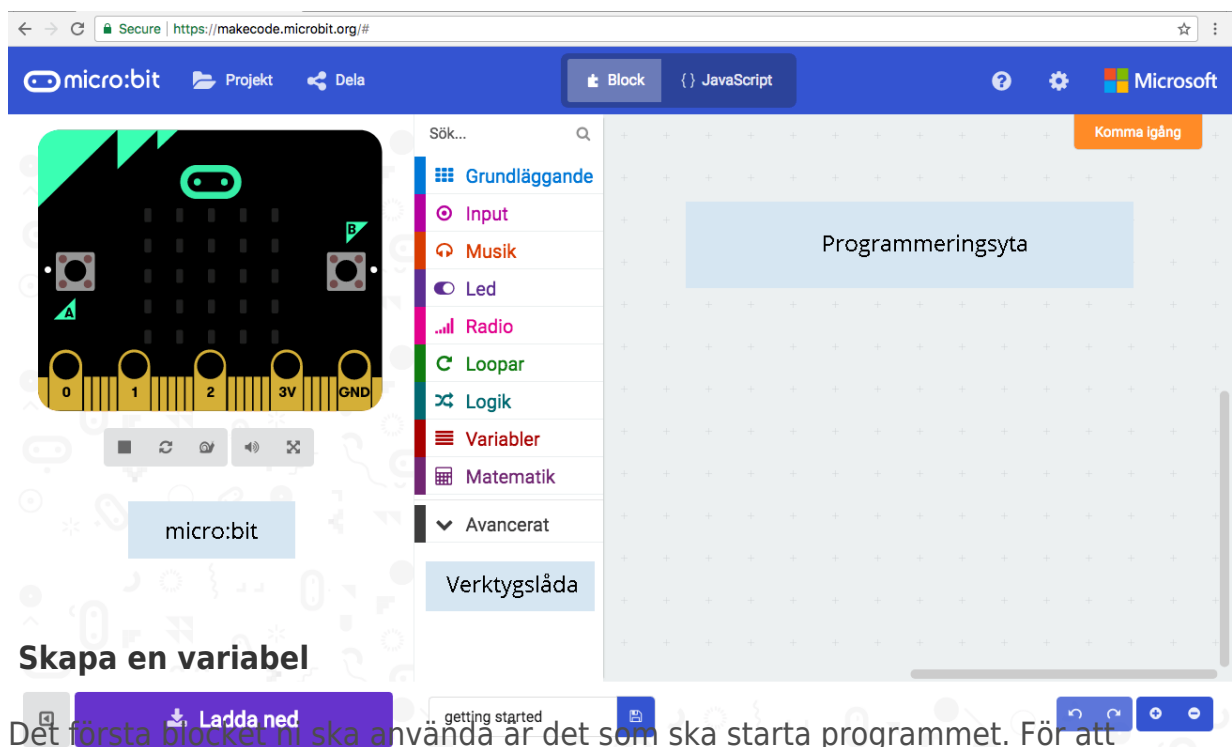 Secure | https://makecode.microbit.org/#
micro:bit Projekt Dela Block {} JavaScript Microsoft
Komma igång
Sök...
Grundläggande
Input
Musik
Led
Radio
Loopar
Logik
Variabler
Matematik
Avancerat
B
A
0 1 2 3V GND
micro:bit
Verktygslåda
Programmeringsyta
Skapa en variabel
Ladda ned
getting started
Det första blocket ni ska använda är det som ska starta programmet. För att